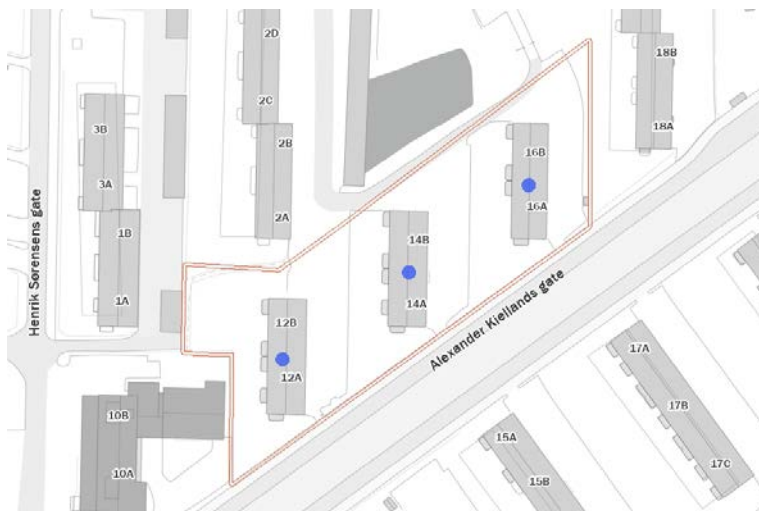 2D
2C
2B
2A
18B
18A
3B
3A
1B
1A
16B
16A
14B
14A
12B
12A
10B
10A
17A
17B
17C
15A
15B
Henrik Sørensens gate
Alexander Kiellands gate